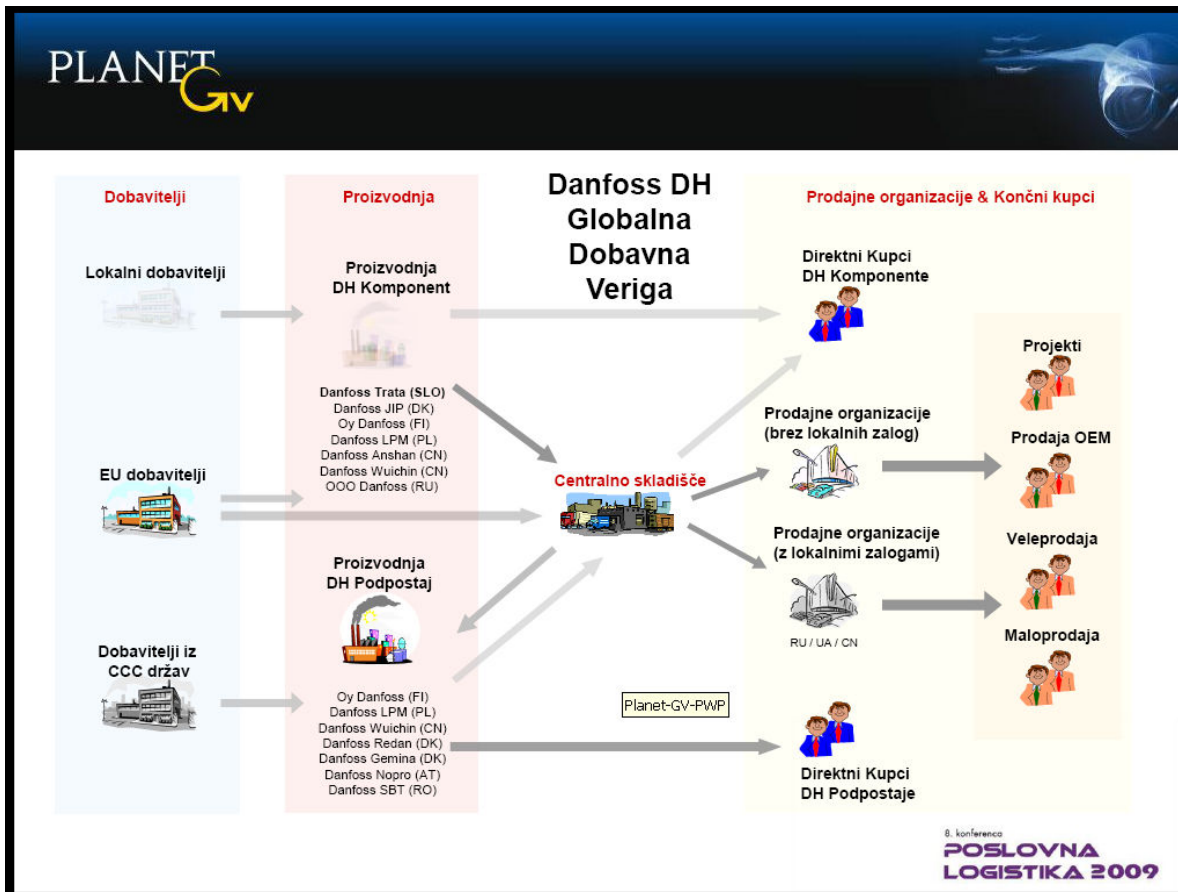 PLANET GV
Danfoss DH
Globalna
Dobavna
Veriga
Dobavitelji
Lokalni dobavitelji
EU dobavitelji
Dobavitelji iz
CCC držav
Proizvodnja
Proizvodnja
DH Komponent
Danfoss Trata (SLO)
Danfoss JIP (DK)
Oy Danfoss (FI)
Danfoss LPM (PL)
Danfoss Anshan (CN)
Danfoss Wuichin (CN)
OOO Danfoss (RU)
Proizvodnja
DH Podpostaj
Oy Danfoss (FI)
Danfoss LPM (PL)
Danfoss Wuichin (CN)
Danfoss Redan (DK)
Danfoss Gemina (DK)
Danfoss Nopro (AT)
Danfoss SBT (RO)
Centralno skladišče
Planet-GV-PWP
Prodajne organizacije & Končni kupci
Direktni Kupci
DH Komponente
Prodajne organizacije
(brez lokalnih zalog)
Prodajne organizacije
(z lokalnimi zalogami)
RU / UA / CN
Direktni Kupci
DH Podpostaje
Projekti
Prodaja OEM
Veleprodaja
Maloprodaja
8. konferenca
POSLOVNA
LOGISTIKA 2009